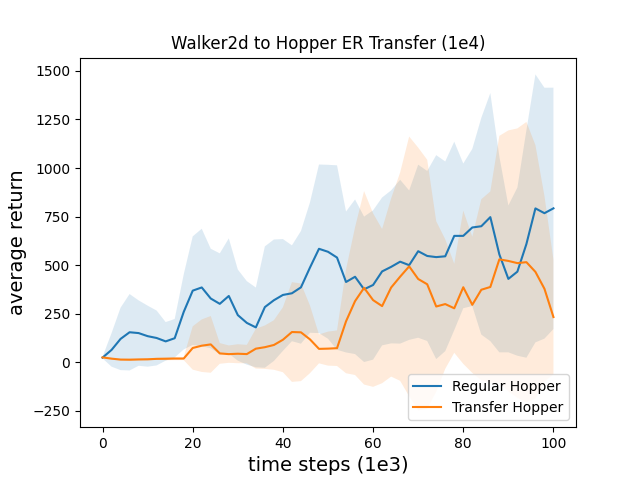 Walker2d to Hopper ER Transfer (1e4)
1500
1250
1000
750
500
250
0
−250
average return
0
20
40
60
80
100
time steps (1e3)
Regular Hopper
Transfer Hopper